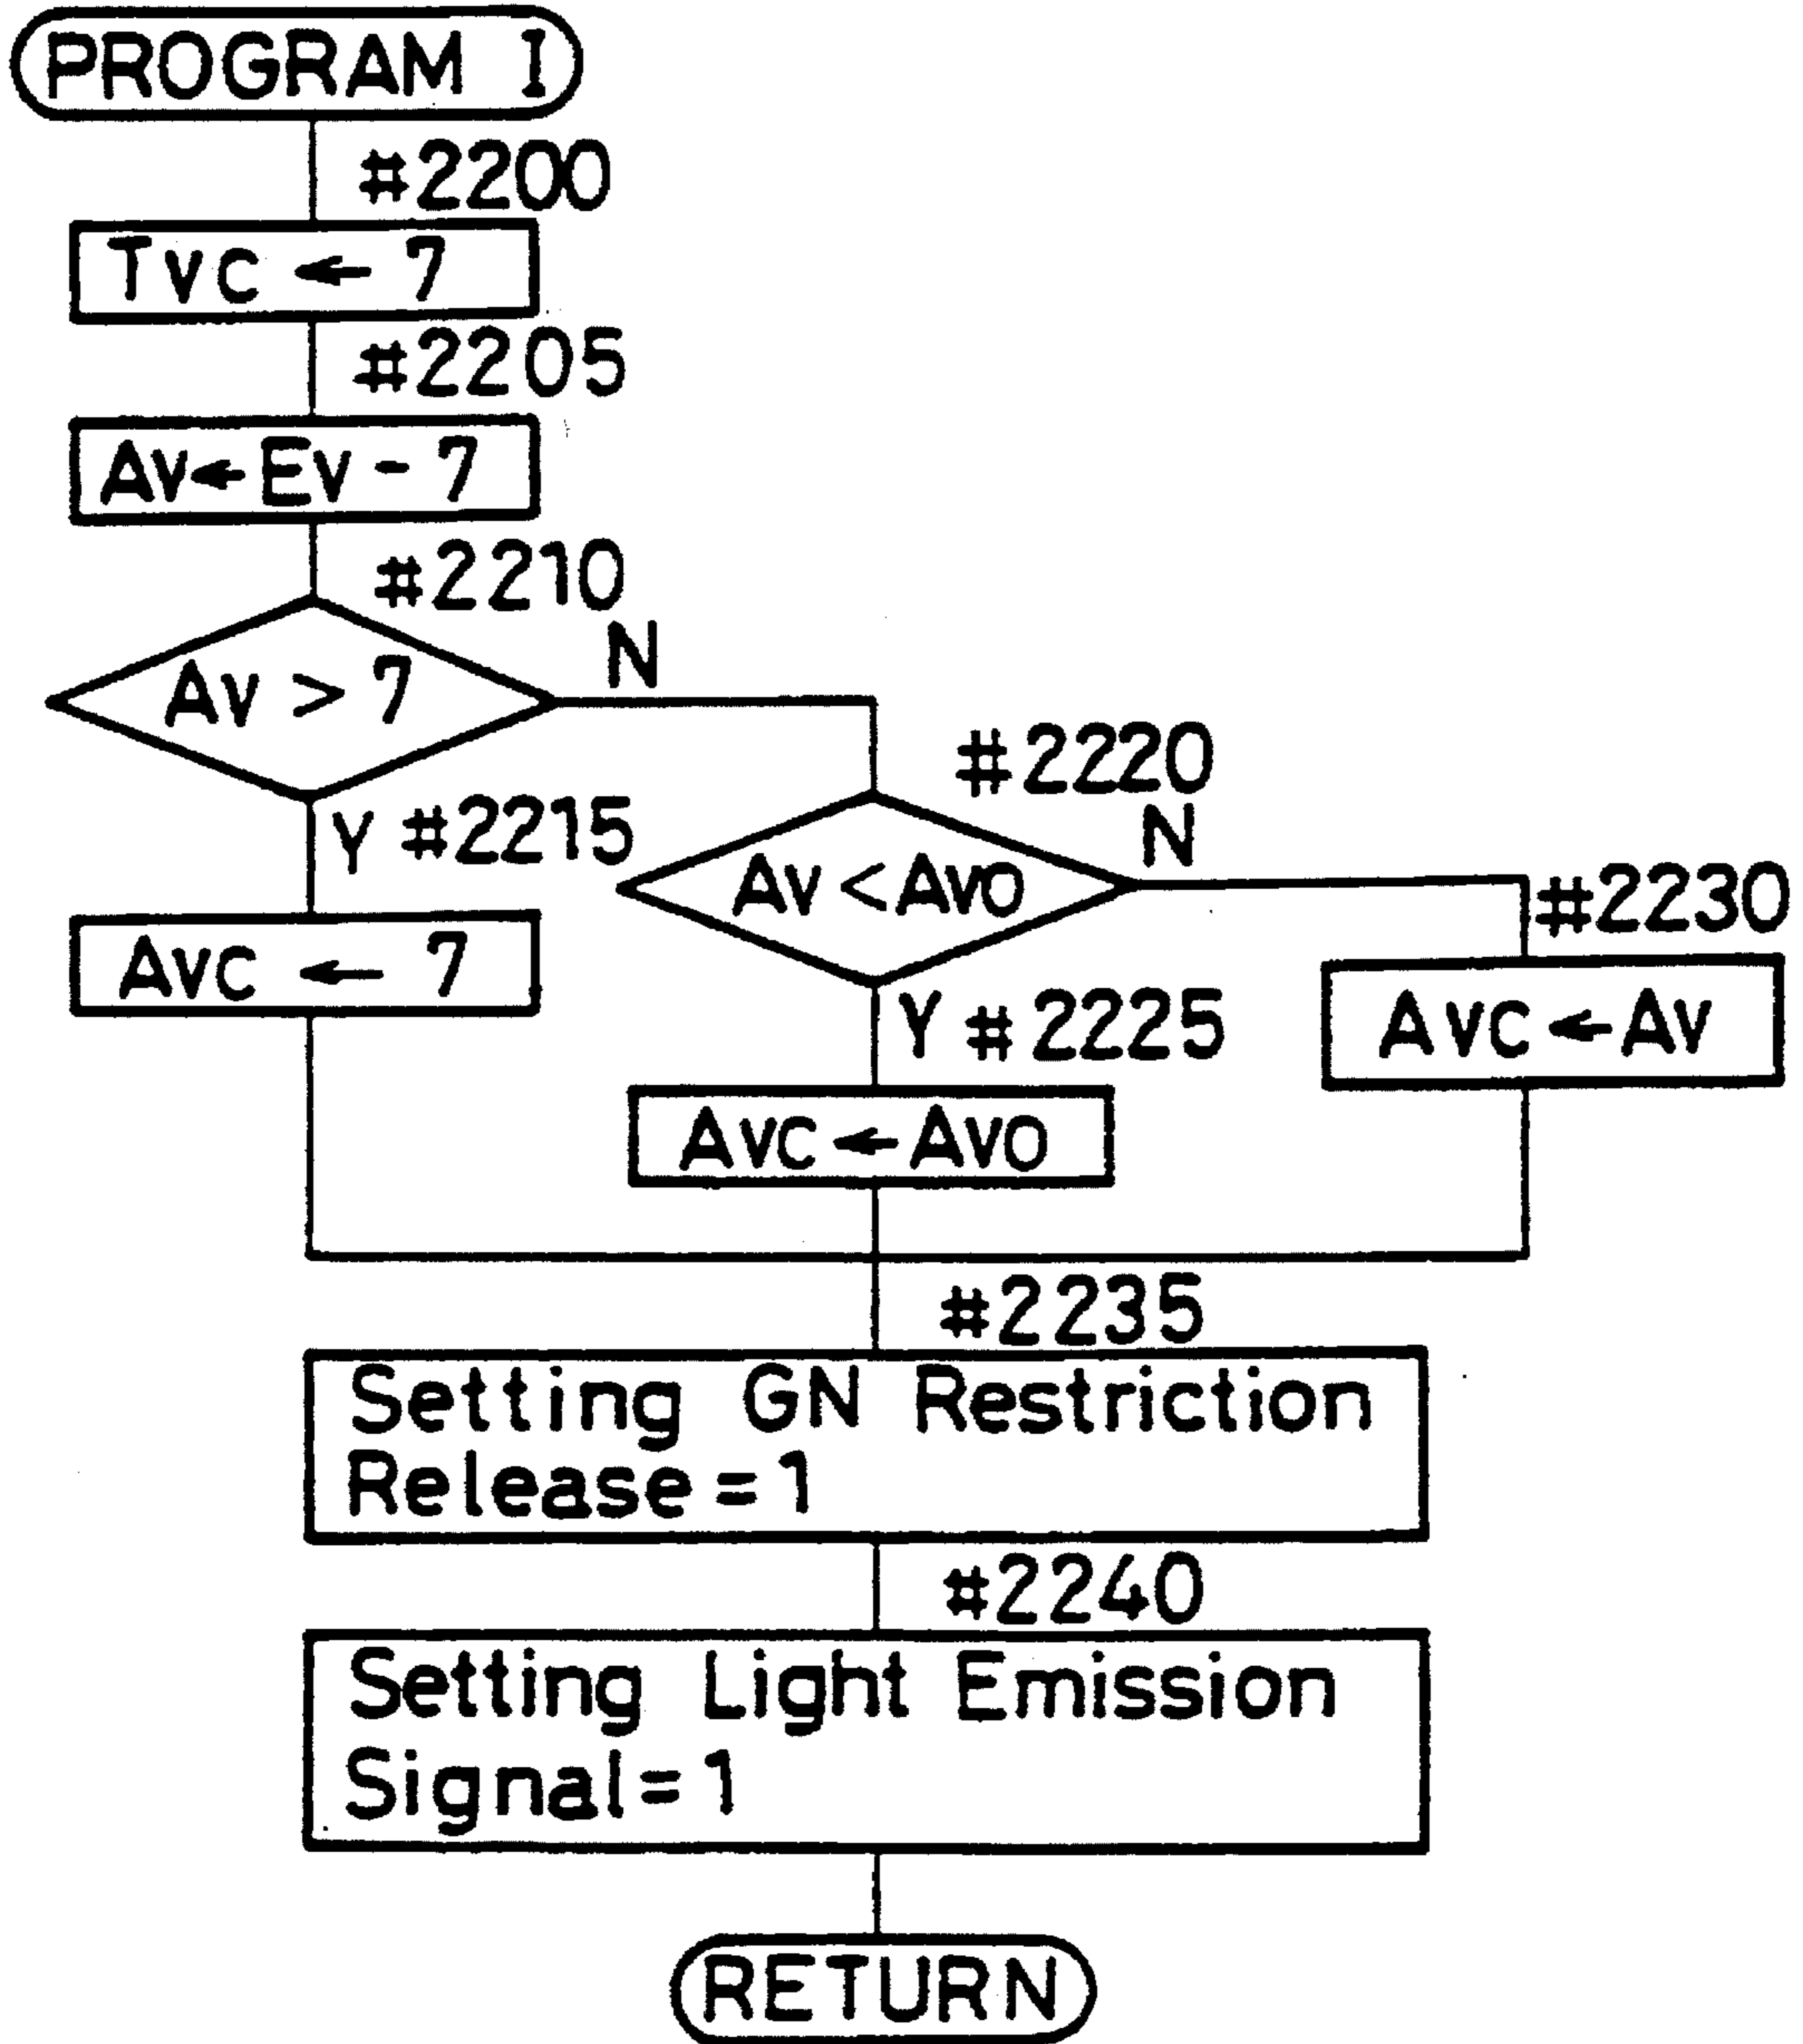 PROGRAM I
#2200
Tvc ← 7
#2205
Av←Ev-7
#2210
Av > 7
N
#2220
Y #2215
Av<Avo
N
#2230
Avc ← 7
Y #2225
Avc←Av
Avc←Avo
#2235
Setting GN Restriction
Release=1
#2240
Setting Light Emission
Signal=1
RETURN